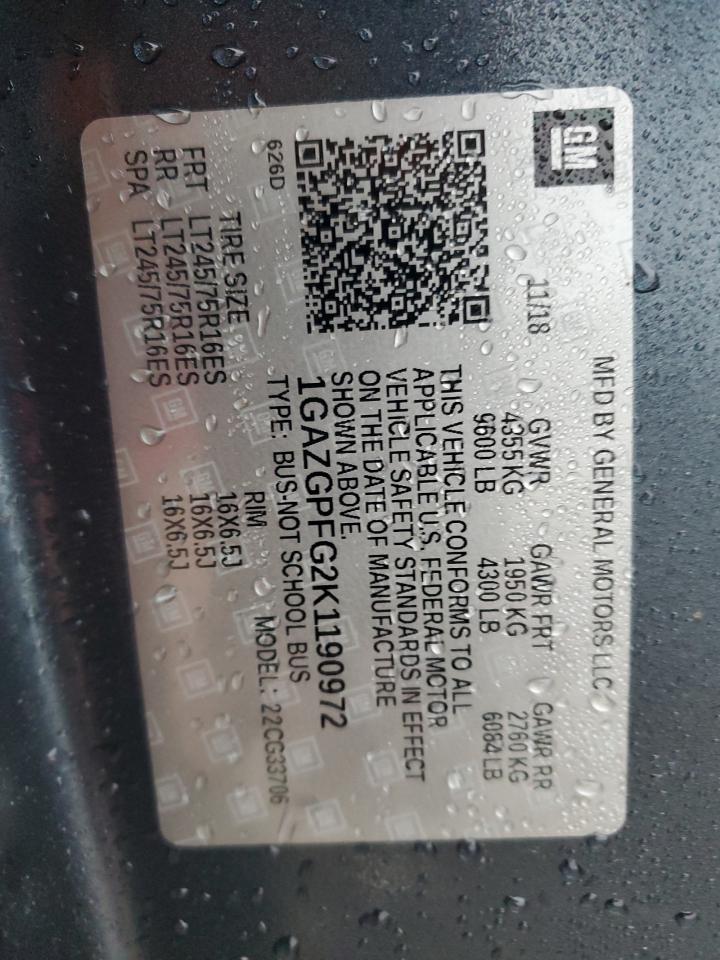 GM
MFD BY GENERAL MOTORS LLC
11/18 GVWR GAWR FRT GAWR RR
4355 KG 1950 KG 2760 KG
9600 LB 4300 LB 6084 LB
THIS VEHICLE CONFORMS TO ALL
APPLICABLE U.S. FEDERAL MOTOR
VEHICLE SAFETY STANDARDS IN EFFECT
ON THE DATE OF MANUFACTURE
SHOWN ABOVE.
1GAZGPFG2K1190972
TYPE: BUS-NOT SCHOOL BUS
626D MODEL: 22CG33706
TIRE SIZE RIM
FRT LT245/75R16ES 16X6.5J
RR LT245/75R16ES 16X6.5J
SPA LT245/75R16ES 16X6.5J